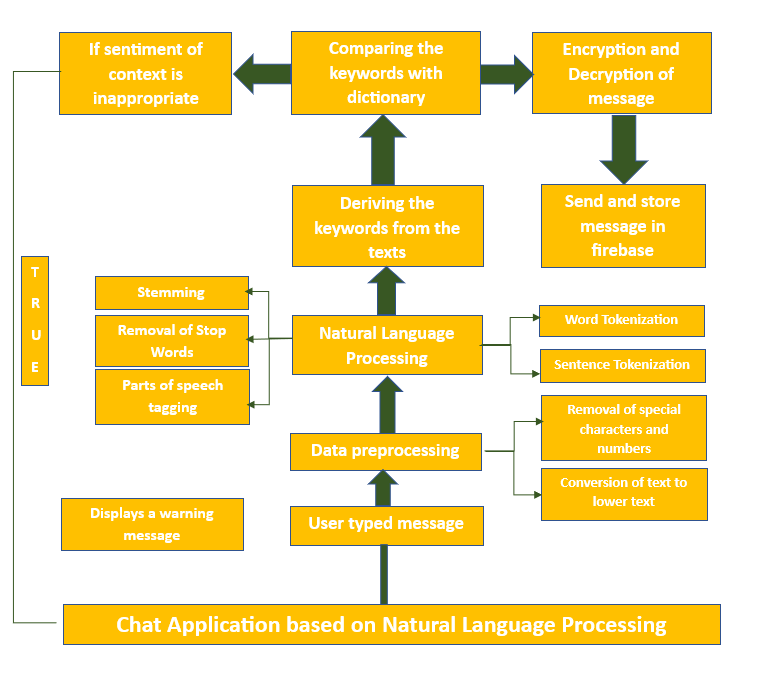 If sentiment of
context is
inappropriate
Comparing the
keywords with
dictionary
Encryption and
Decryption of
message
Deriving the
keywords from the
texts
Send and store
message in
firebase
T
R
U
E
Stemming
Removal of Stop
Words
Parts of speech
tagging
Natural Language
Processing
Word Tokenization
Sentence Tokenization
Data preprocessing
Removal of special
characters and
numbers
Conversion of text to
lower text
Displays a warning
message
User typed message
Chat Application based on Natural Language Processing